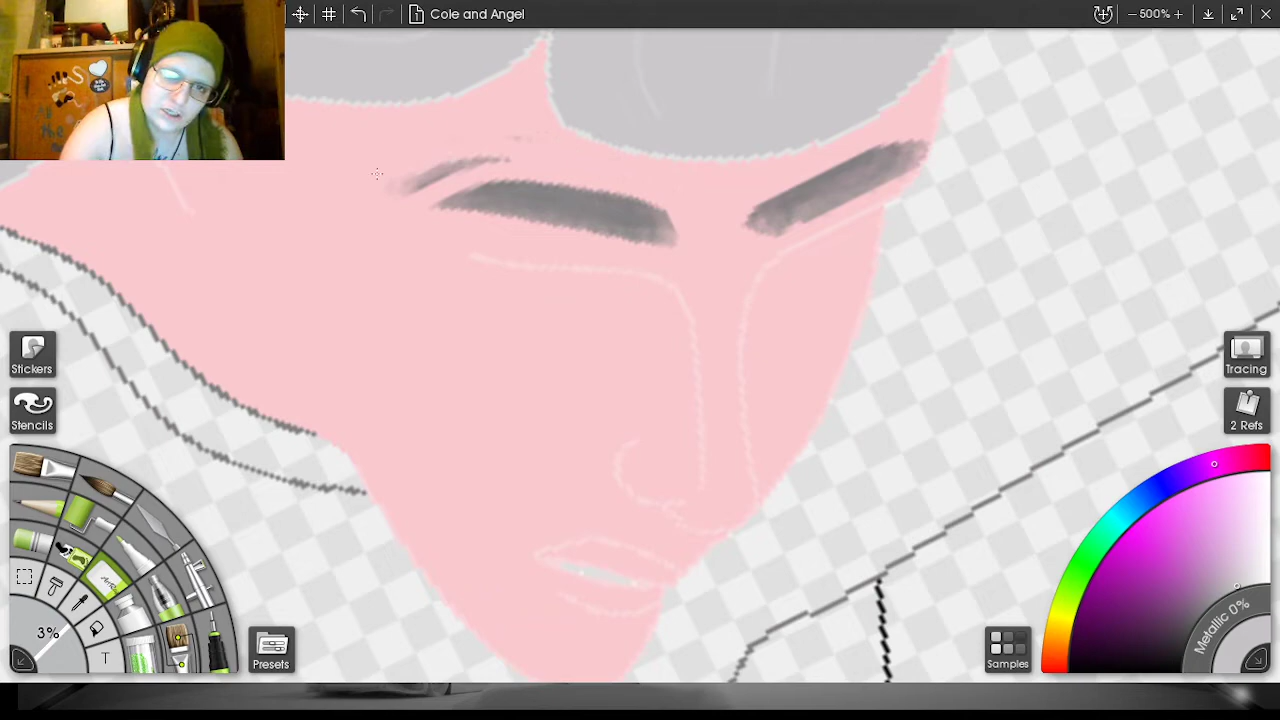 Cole and Angel
500%
Stickers
Stencils
Tracing
2 Refs
3%
Metallic 0%
Presets
Samples
T